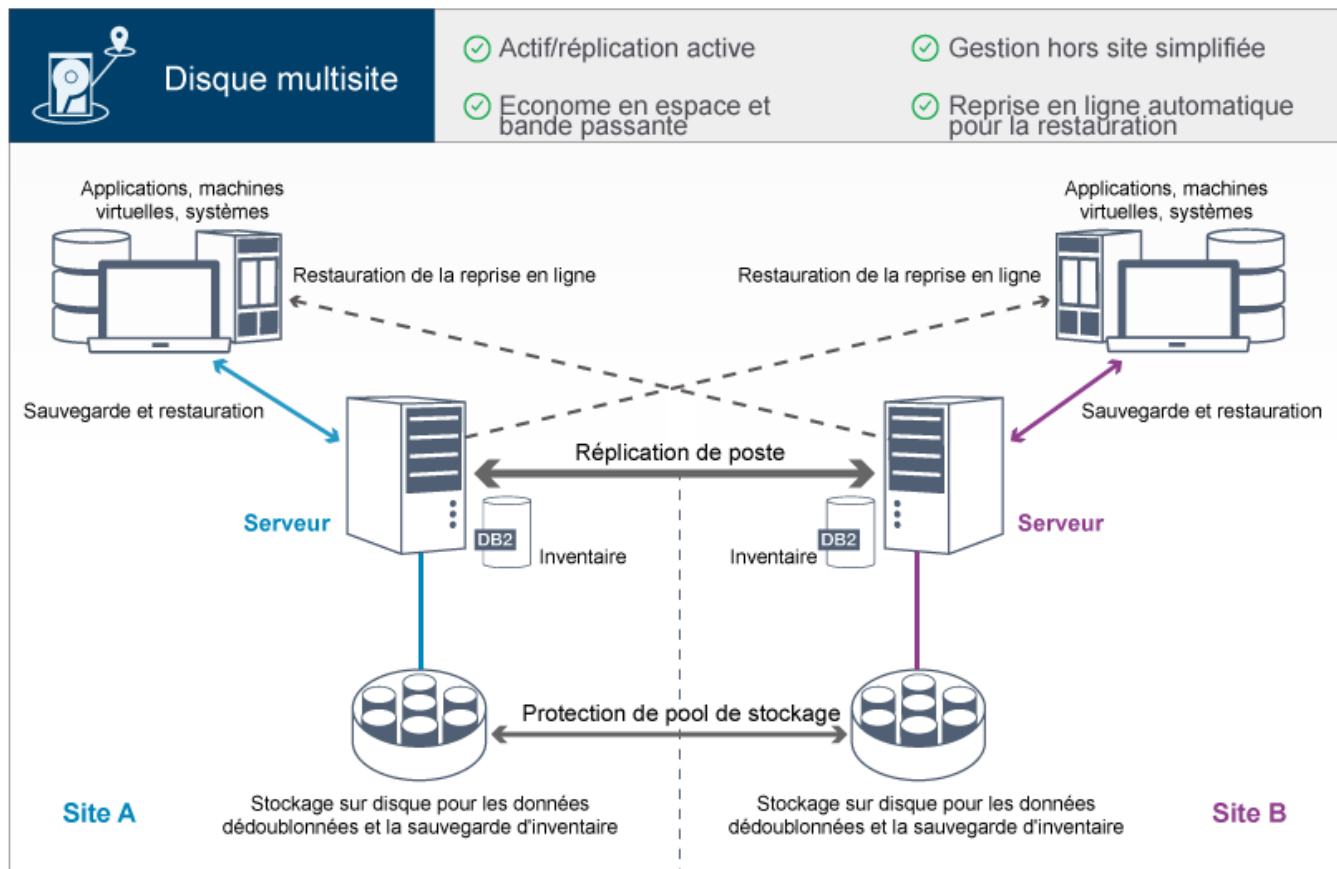 Disque multisite
Actif/réplication active
Gestion hors site simplifiée
Econome en espace et
bande passante
Reprise en ligne automatique
pour la restauration
Applications, machines
virtuelles, systèmes
Applications, machines
virtuelles, systèmes
Restauration de la reprise en ligne
Restauration de la reprise en ligne
Sauvegarde et restauration
Sauvegarde et restauration
Réplication de poste
Serveur
Serveur
DB2
Inventaire
Inventaire
DB2
Protection de pool de stockage
Site A
Stockage sur disque pour les données
dédoublonnées et la sauvegarde d'inventaire
Stockage sur disque pour les données
dédoublonnées et la sauvegarde d'inventaire
Site B